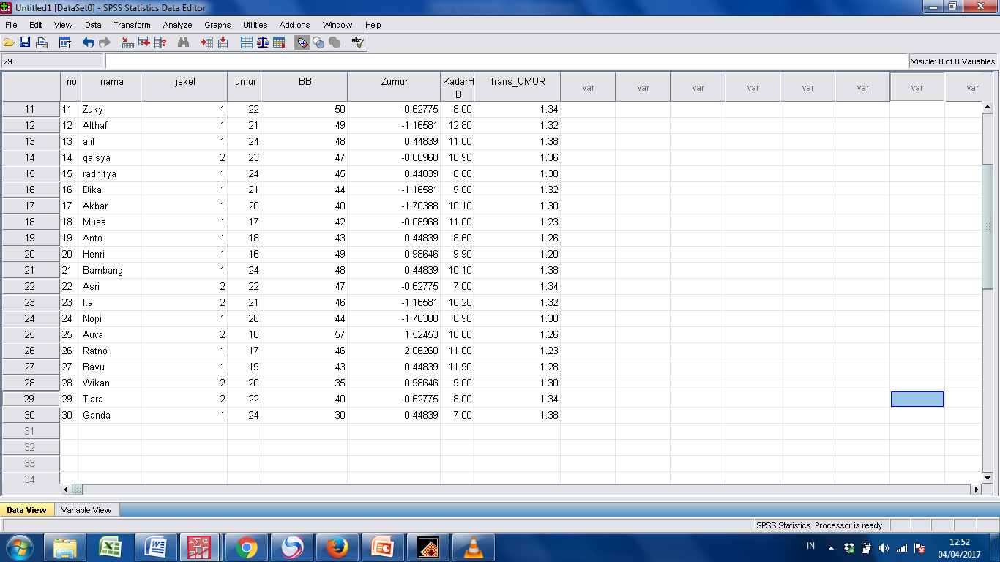 Untitled1 [DataSet0] - SPSS Statistics Data Editor
File Edit View Data Transform Analyze Graphs Utilities Add-ons Window Help
29 : Visible: 8 of 8 Variables
no nama jekel umur BB Zumur KadarHB trans_UMUR var var var var var var var var
11 11 Zaky 1 22 50 -0.62775 8.00 1.34
12 12 Althaf 1 21 49 -1.16581 12.80 1.32
13 13 alif 1 24 48 0.44839 11.00 1.38
14 14 qaisya 2 23 47 -0.08968 10.90 1.36
15 15 radhitya 1 24 45 0.44839 8.00 1.38
16 16 Dika 1 21 44 -1.16581 9.00 1.32
17 17 Akbar 1 20 40 -1.70388 10.10 1.30
18 18 Musa 1 17 42 -0.08968 11.00 1.23
19 19 Anto 1 18 43 0.44839 8.60 1.26
20 20 Henri 1 16 49 0.98646 9.90 1.20
21 21 Bambang 1 24 48 0.44839 10.10 1.38
22 22 Asri 2 22 47 -0.62775 7.00 1.34
23 23 Ita 2 21 46 -1.16581 10.20 1.32
24 24 Nopi 1 20 44 -1.70388 8.90 1.30
25 25 Auva 2 18 57 1.52453 10.00 1.26
26 26 Ratno 1 17 46 2.06260 11.00 1.23
27 27 Bayu 1 19 43 0.44839 11.90 1.28
28 28 Wikan 2 20 35 0.98646 9.00 1.30
29 29 Tiara 2 22 40 -0.62775 8.00 1.34
30 30 Ganda 1 24 30 0.44839 7.00 1.38
31
32
33
34
Data View Variable View
SPSS Statistics Processor is ready
IN 12:52
04/04/2017